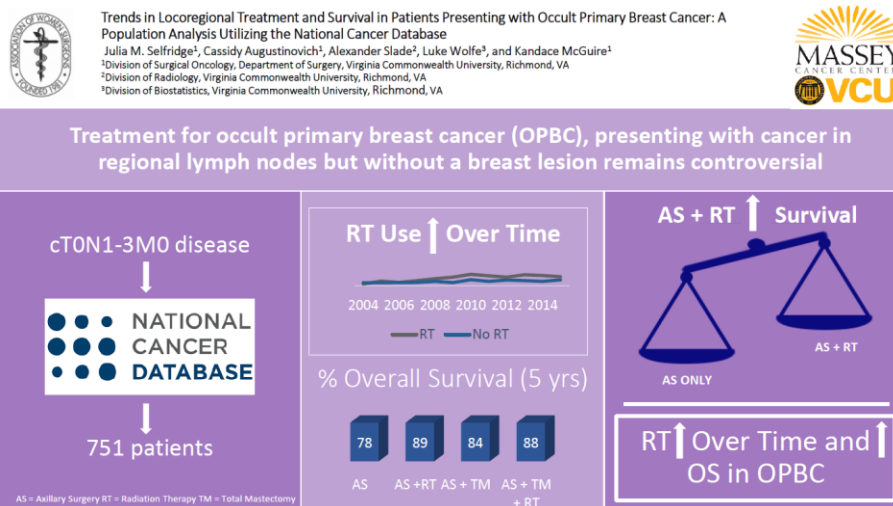 ASSOCIATION OF WOMEN SURGEONS
FOUNDED 1981
Trends in Locoregional Treatment and Survival in Patients Presenting with Occult Primary Breast Cancer: A
Population Analysis Utilizing the National Cancer Database
Julia M. Selfridge¹, Cassidy Augustinovich¹, Alexander Slade², Luke Wolfe³, and Kandace McGuire¹
¹Division of Surgical Oncology, Department of Surgery, Virginia Commonwealth University, Richmond, VA
²Division of Radiology, Virginia Commonwealth University, Richmond, VA
³Division of Biostatistics, Virginia Commonwealth University, Richmond, VA
MASSEY
CANCER CENTER
VCU
Treatment for occult primary breast cancer (OPBC), presenting with cancer in
regional lymph nodes but without a breast lesion remains controversial
cT0N1-3M0 disease
NATIONAL
CANCER
DATABASE
751 patients
AS = Axillary Surgery RT = Radiation Therapy TM = Total Mastectomy
RT Use Over Time
2004 2006 2008 2010 2012 2014
RT No RT
% Overall Survival (5 yrs)
78 89 84 88
AS AS +RT AS + TM AS + TM
+ RT
AS + RT Survival
AS + RT
AS ONLY
RT Over Time and
OS in OPBC